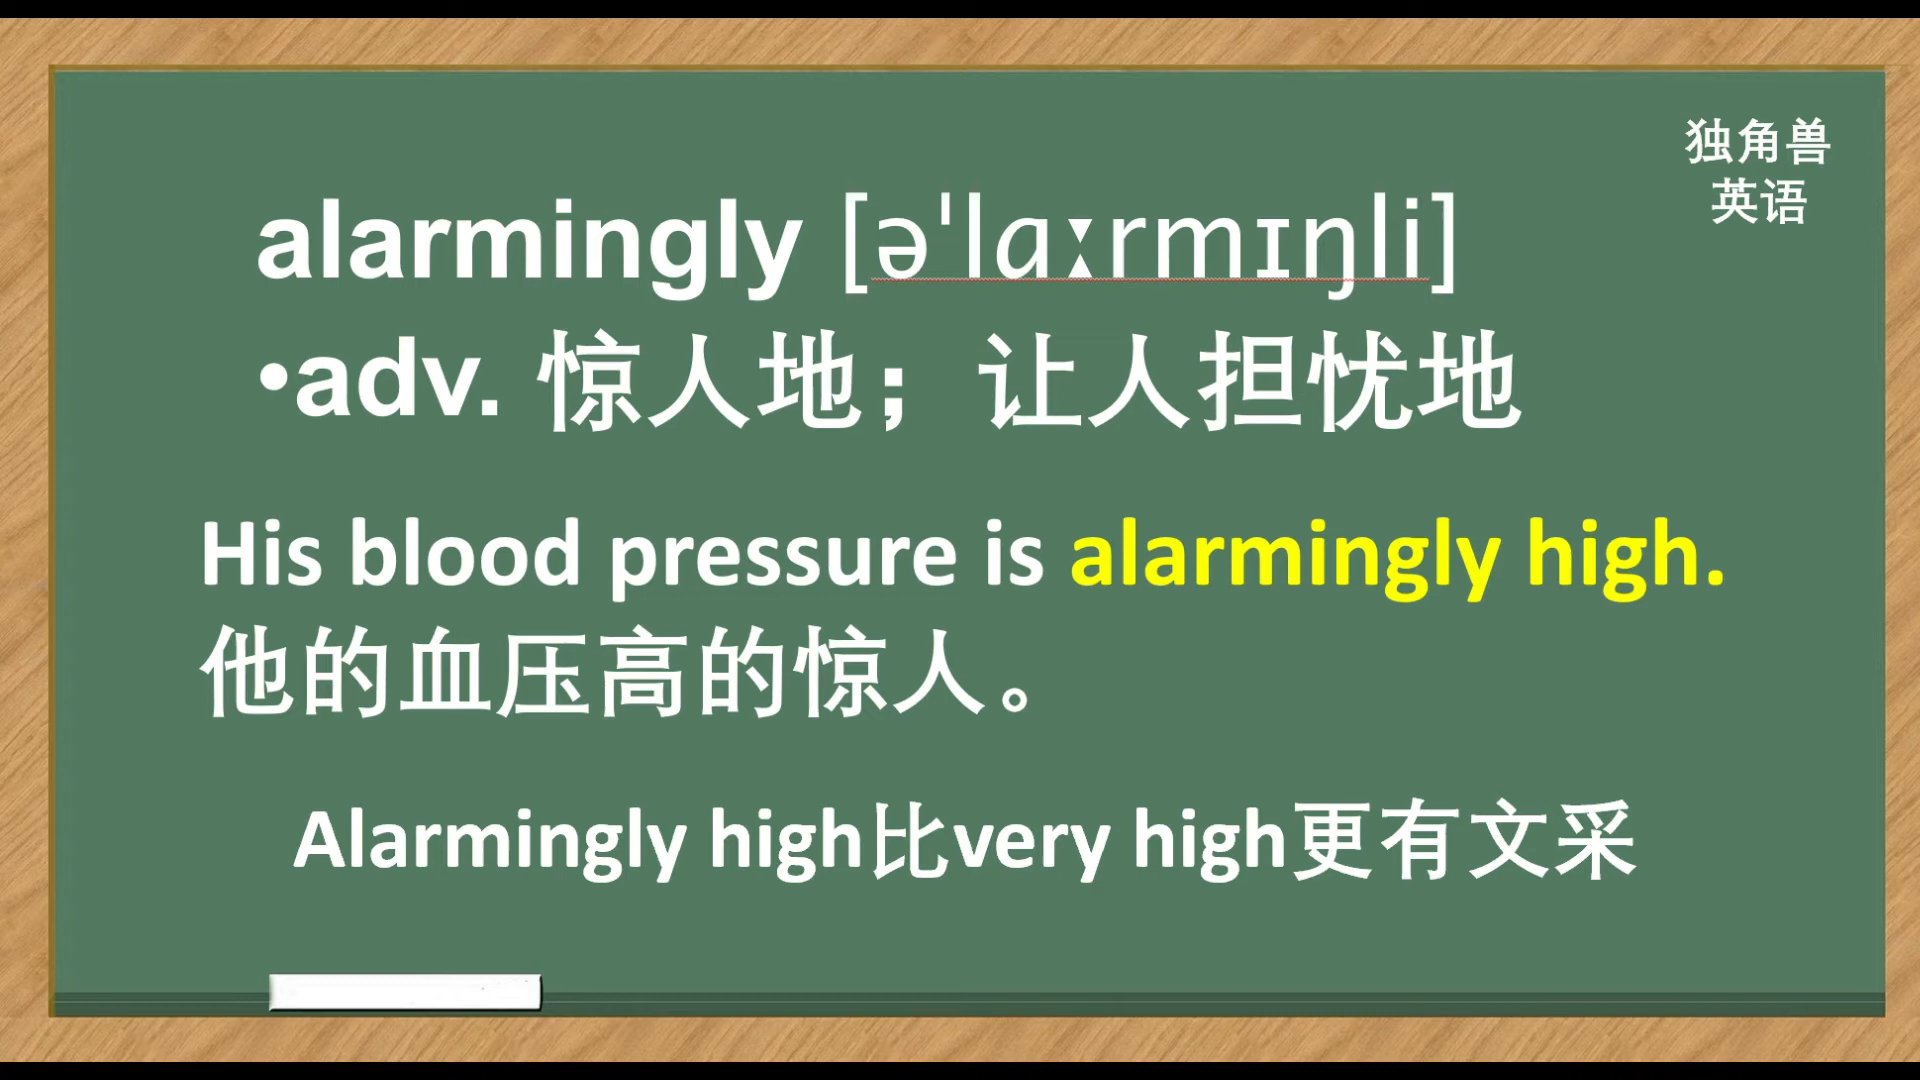 独角兽
英语
alarmingly [əˈlɑːrmɪŋli]
•adv. 惊人地；让人担忧地
His blood pressure is alarmingly high.
他的血压高的惊人。
Alarmingly high比very high更有文采